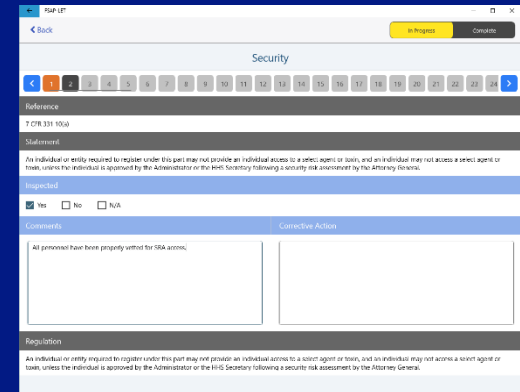 FSAP LET
Back
In Progress
Complete
Security
1 2 3 4 5 6 7 8 9 10 11 12 13 14 15 16 17 18 19 20 21 22 23 24
Reference
7 CFR 331.10(a)
Statement
An individual or entity required to register under this part may not provide an individual access to a select agent or toxin, and an individual may not access a select agent or
toxin, unless the individual is approved by the Administrator or the HHS Secretary following a security risk assessment by the Attorney General.
Inspected
Yes No N/A
Comments
Corrective Action
All personnel have been properly vetted for SRA access.
Regulation
An individual or entity required to register under this part may not provide an individual access to a select agent or toxin, and an individual may not access a select agent or
toxin, unless the individual is approved by the Administrator or the HHS Secretary following a security risk assessment by the Attorney General.